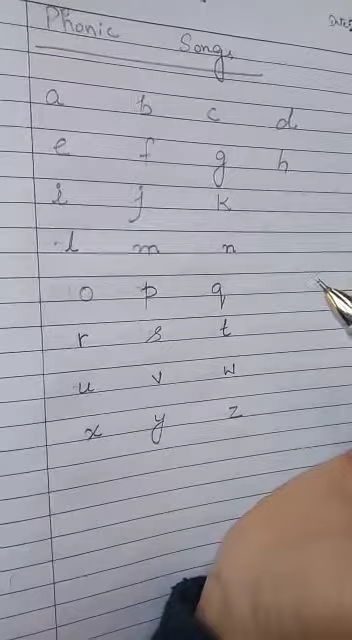 Phonic Songs
a b c d
e f g h
i j k
l m n
o p q
r s t
u v w
x y z